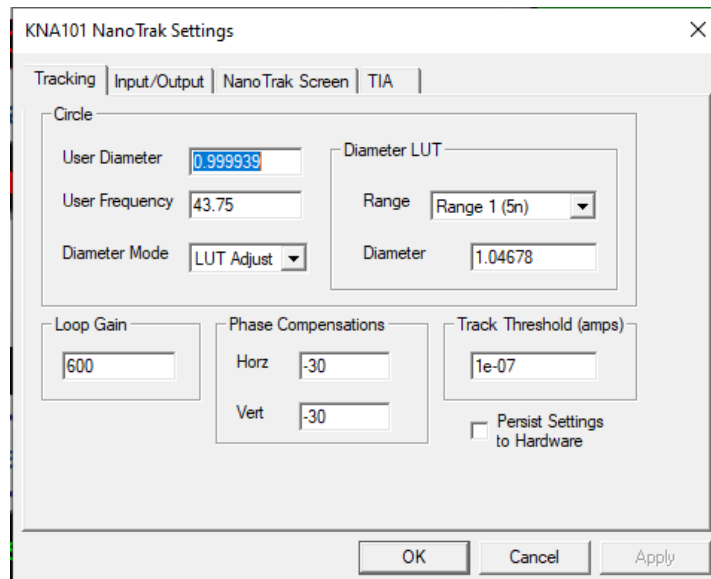 KNA101 NanoTrak Settings
Tracking Input/Output NanoTrak Screen TIA
Circle
User Diameter 0.999939
User Frequency 43.75
Diameter Mode LUT Adjust
Diameter LUT
Range Range 1 (5n)
Diameter 1.04678
Loop Gain
600
Phase Compensations
Horz -30
Vert -30
Track Threshold (amps)
1e-07
Persist Settings
to Hardware
OK Cancel Apply